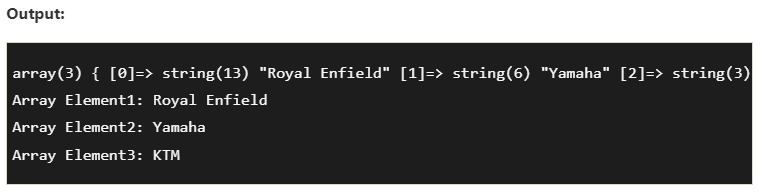 Output:
array(3) { [0]=> string(13) "Royal Enfield" [1]=> string(6) "Yamaha" [2]=> string(3)
Array Element1: Royal Enfield
Array Element2: Yamaha
Array Element3: KTM